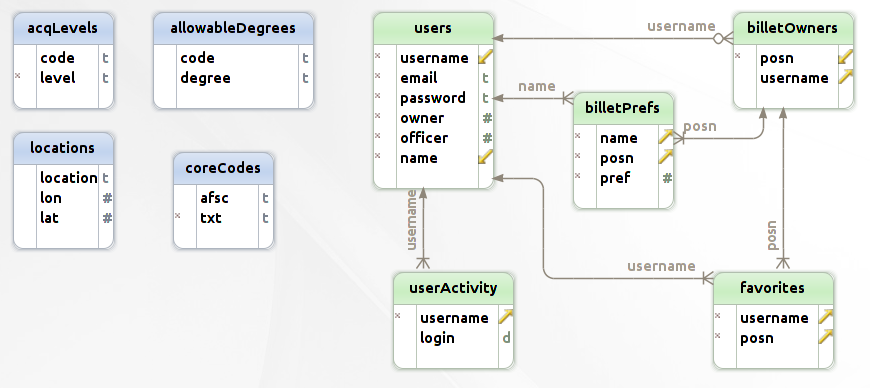 acqLevels
code t
level t
allowableDegrees
code t
degree t
users
username
email t
password t
owner #
officer #
name
username
billetOwners
posn
username
name
billetPrefs
name
posn
pref #
posn
locations
location t
lon #
lat #
coreCodes
afsc t
txt t
username
userActivity
username
login d
username
posn
favorites
username
posn